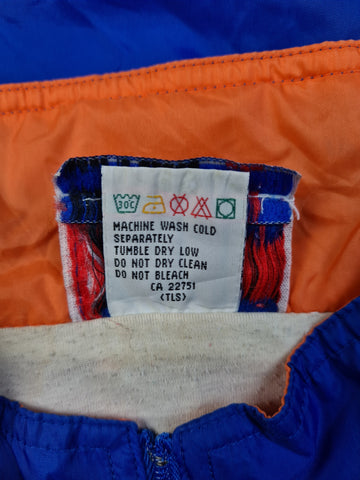 30C
MACHINE WASH COLD
SEPARATELY
TUMBLE DRY LOW
DO NOT DRY CLEAN
DO NOT BLEACH
CA 22751
(TLS)